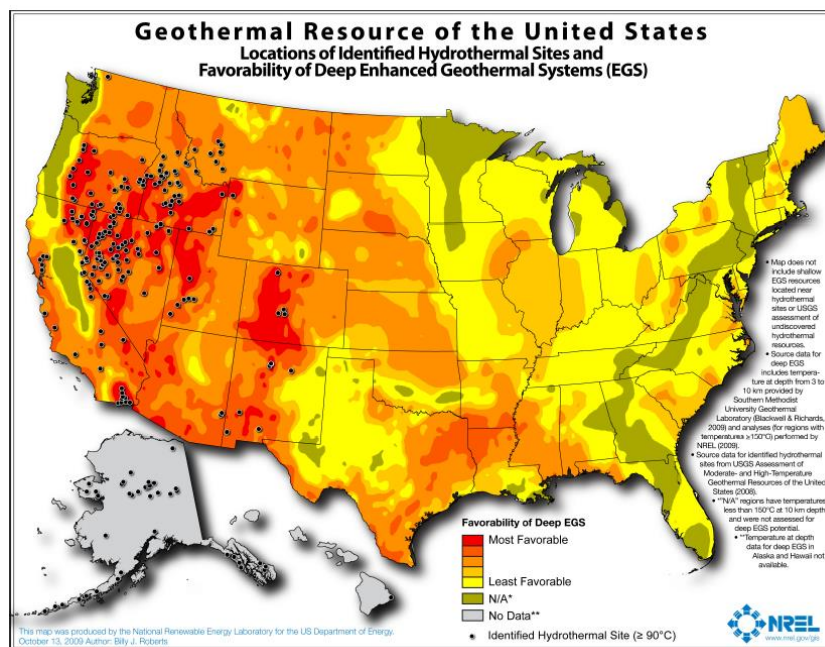 Geothermal Resource of the United States
Locations of Identified Hydrothermal Sites and
Favorability of Deep Enhanced Geothermal Systems (EGS)
• Map does not
include shallow
EGS resources
located near
hydrothermal
sites or USGS
assessment of
undiscovered
hydrothermal
resources.
• Source data for
deep EGS
includes tempera-
ture at depth from 3 to
10 km provided by
Southern Methodist
University Geothermal
Laboratory (Blackwell & Richards,
2009) and analyses (for regions with
temperatures ≥150°C) performed by
NREL (2009).
• Source data for identified hydrothermal
sites from USGS Assessment of
Moderate- and High-Temperature
Geothermal Resources of the United
States (2008).
• *"N/A" regions have temperatures
less than 150°C at 10 km depth
and were not assessed for
deep EGS potential.
• **Temperature at depth
data for deep EGS in
Alaska and Hawaii not
available.
Favorability of Deep EGS
Most Favorable
Least Favorable
N/A*
No Data**
Identified Hydrothermal Site (≥ 90°C)
This map was produced by the National Renewable Energy Laboratory for the US Department of Energy.
October 13, 2009 Author: Billy J. Roberts
NREL
www.nrel.gov/gis